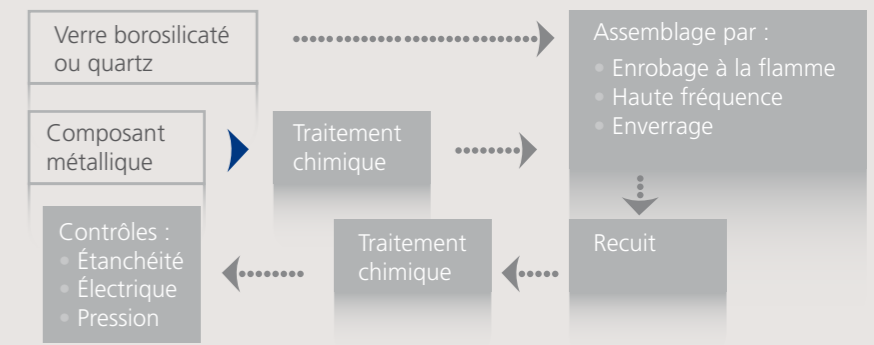 Verre borosilicaté
ou quartz
Assemblage par :
• Enrobage à la flamme
• Haute fréquence
• Enverrage
Composant
métallique
Traitement
chimique
Contrôles :
• Étanchéité
• Électrique
• Pression
Traitement
chimique
Recuit